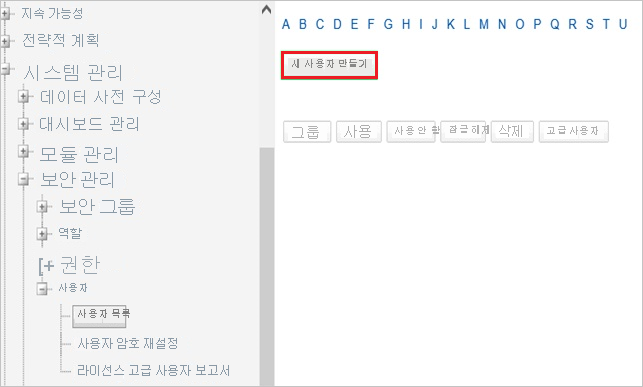 지속 가능성
전략적 계획
시스템 관리
데이터 사전 구성
대시보드 관리
모듈 관리
보안 관리
보안 그룹
역할
[+ 권한
사용자
사용자 목록
사용자 암호 재설정
라이선스 고급 사용자 보고서
A B C D E F G H I J K L M N O P Q R S T U
새 사용자 만들기
그룹 사용 사용 안 함 잠금 해제 삭제 고급 사용자